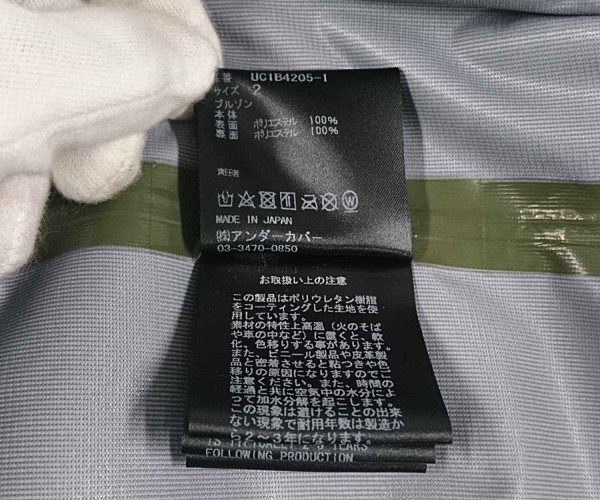 品番 UC1B4205-1
サイズ 2
ブルゾン
本体
表面 ポリエステル 100%
裏面 ポリエステル 100%
責任者
MADE IN JAPAN
㈱アンダーカバー
03-3470-0850
お取扱い上の注意
この製品はポリウレタン樹脂
をコーティングした生地を使
用しています。
素材の特性上高温（火のそば
や車の中など）に置くと、軟
化、色移りする事があります。
また、ビニール製品や皮革製
品と密着させると粘つきや色
移りの原因になりますのでご
注意ください。また、時間の
経過と共に空気中の水分によ
って加水分解を起こします。
この現象は避けることの出来
ない現象で耐用年数は製造か
ら2～3年になります。
IS NORMALLY 2-3 YEARS
FOLLOWING PRODUCTION